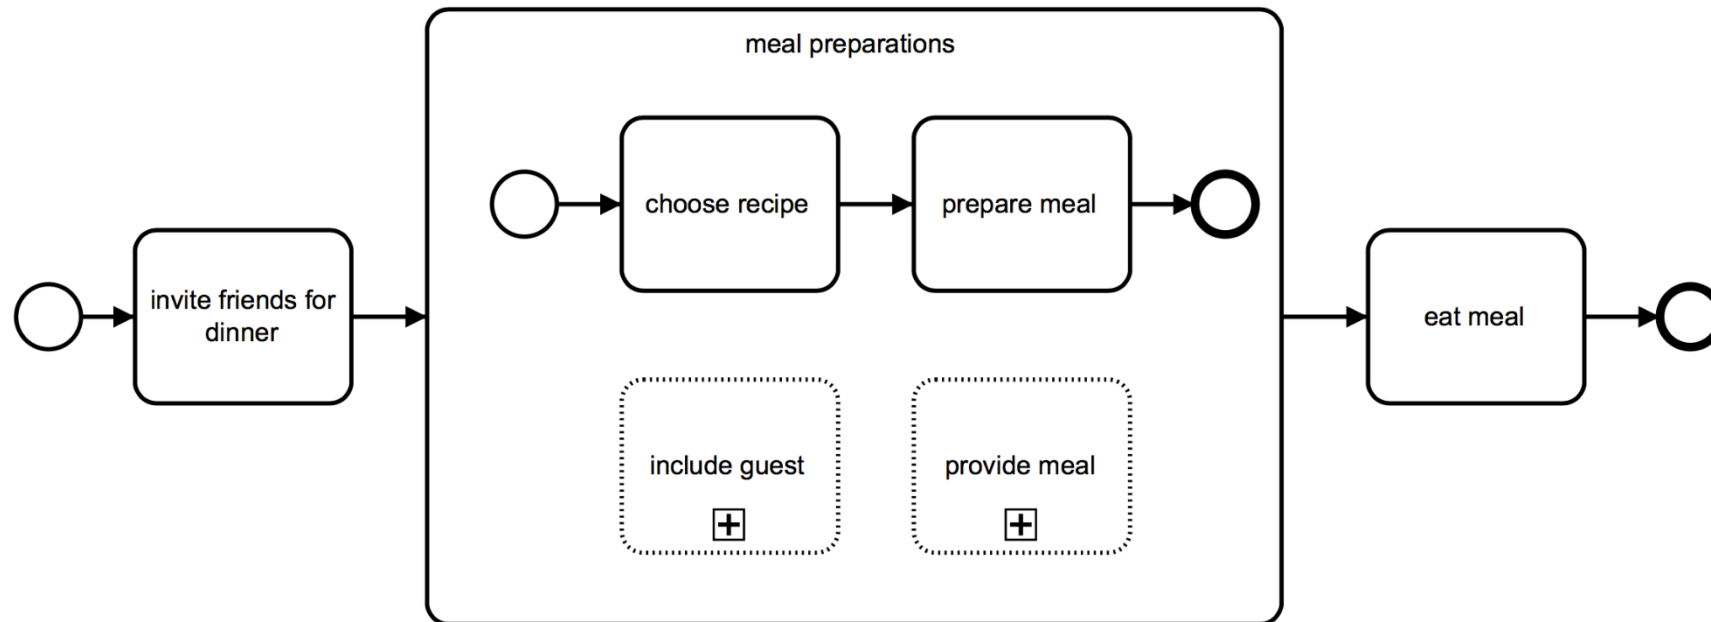 meal preparations
choose recipe
prepare meal
invite friends for
dinner
eat meal
include guest
provide meal